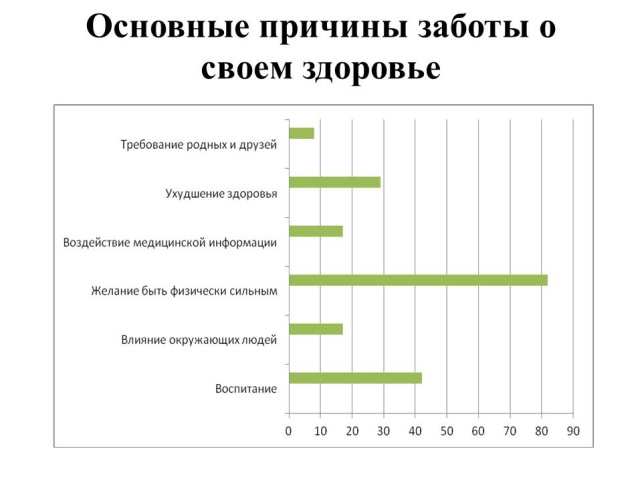 Основные причины заботы о
своем здоровье
Требование родных и друзей
Ухудшение здоровья
Воздействие медицинской информации
Желание быть физически сильным
Влияние окружающих людей
Воспитание
0 10 20 30 40 50 60 70 80 90